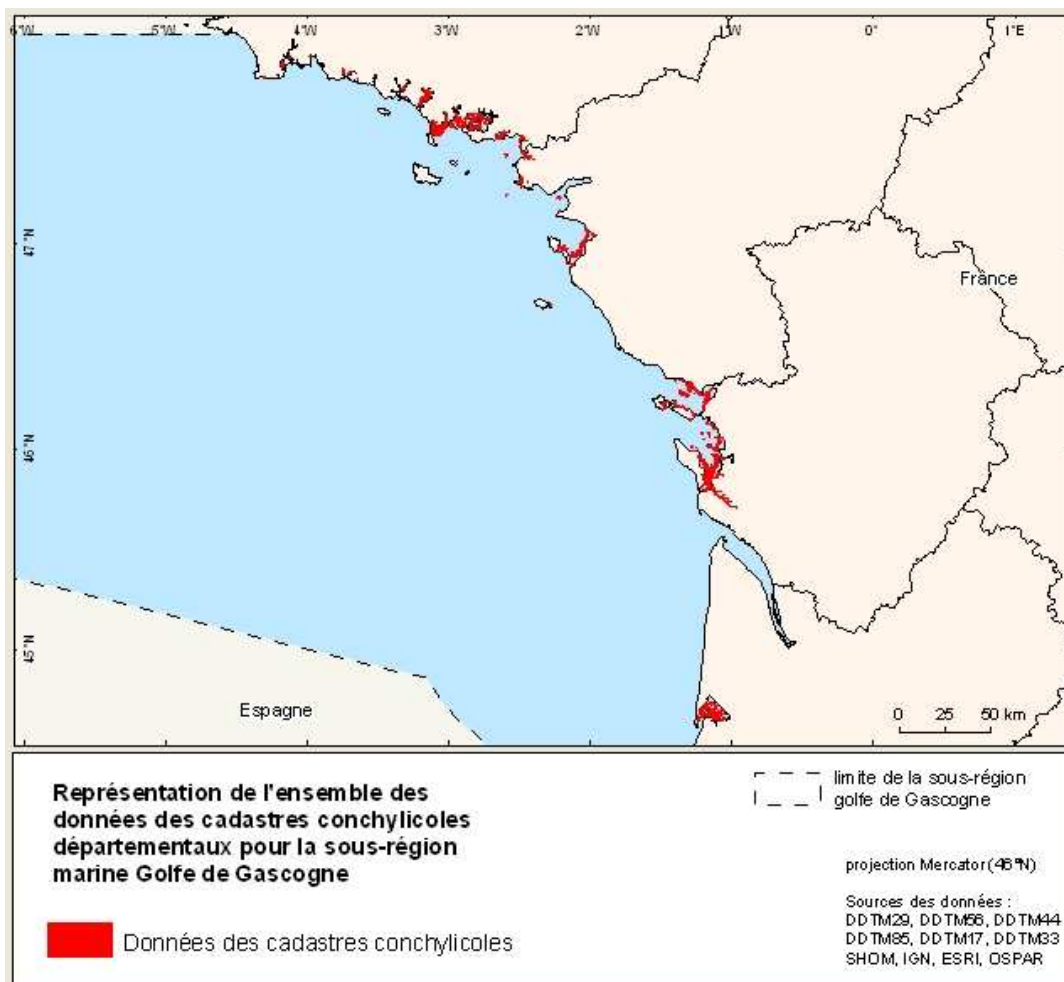 6°W 5°W 4°W 3°W 2°W 1°W 0° 1°E
47°N
France
46°N
45°N
Espagne
0 25 50 km
Représentation de l'ensemble des
données des cadastres conchylicoles
départementaux pour la sous-région
marine Golfe de Gascogne
Données des cadastres conchylicoles
limite de la sous-région
golfe de Gascogne
projection Mercator (46°N)
Sources des données :
DDTM29, DDTM56, DDTM44
DDTM85, DDTM17, DDTM33
SHOM, IGN, ESRI, OSPAR